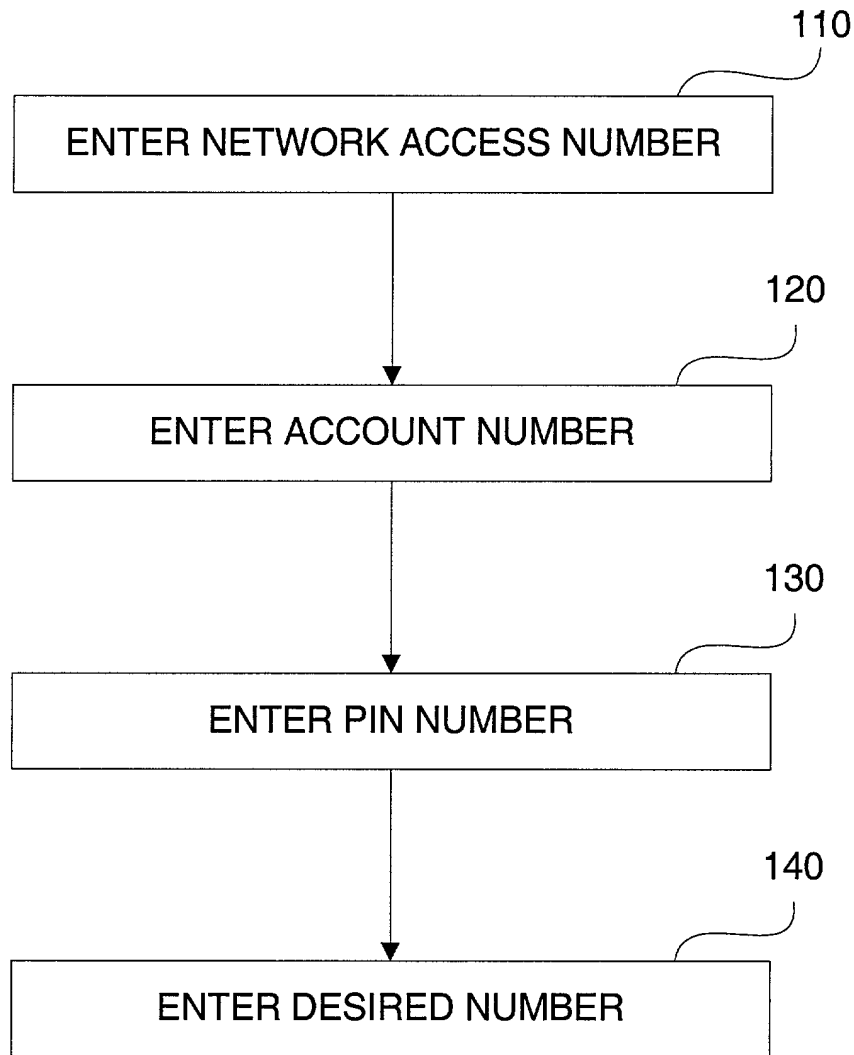 110
ENTER NETWORK ACCESS NUMBER
120
ENTER ACCOUNT NUMBER
130
ENTER PIN NUMBER
140
ENTER DESIRED NUMBER